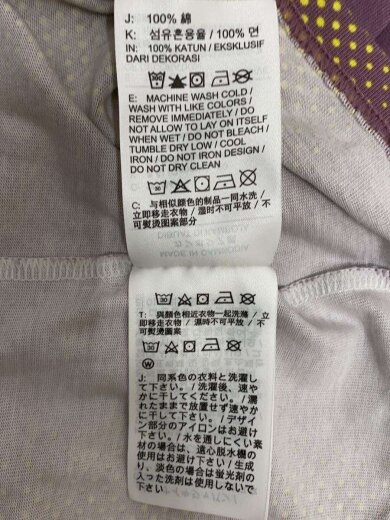 J: 100% 綿
K: 섬유혼용율 / 100% 면
IN: 100% KATUN / EKSKLUSIF
DARI DEKORASI
E: MACHINE WASH COLD /
WASH WITH LIKE COLORS /
REMOVE IMMEDIATELY / DO
NOT ALLOW TO LAY ON ITSELF
WHEN WET / DO NOT BLEACH /
TUMBLE DRY LOW / COOL
IRON / DO NOT IRON DESIGN /
DO NOT DRY CLEAN
C: 与相似颜色的制品一同水洗 /
立即移走衣物 / 湿时不可平放 / 不
可熨烫图案部分
30
T: 與顏色相近衣物一起洗滌 / 立
即移走衣物 / 濕時不可平放 / 不
可熨燙圖案
30
W
J: 同系色の衣料と洗濯し
て下さい。/ 洗濯後、速や
かに干してください。/ 濡
れたままで放置せず速やか
に干して下さい。/ デザイ
ン部分のアイロンはお避け
下さい。/ 水を通しにくい素
材の場合は、遠心脱水機の
使用はお避け下さい / 生成
り、淡色の場合は蛍光剤の
入った洗剤は使用しないで
下さい